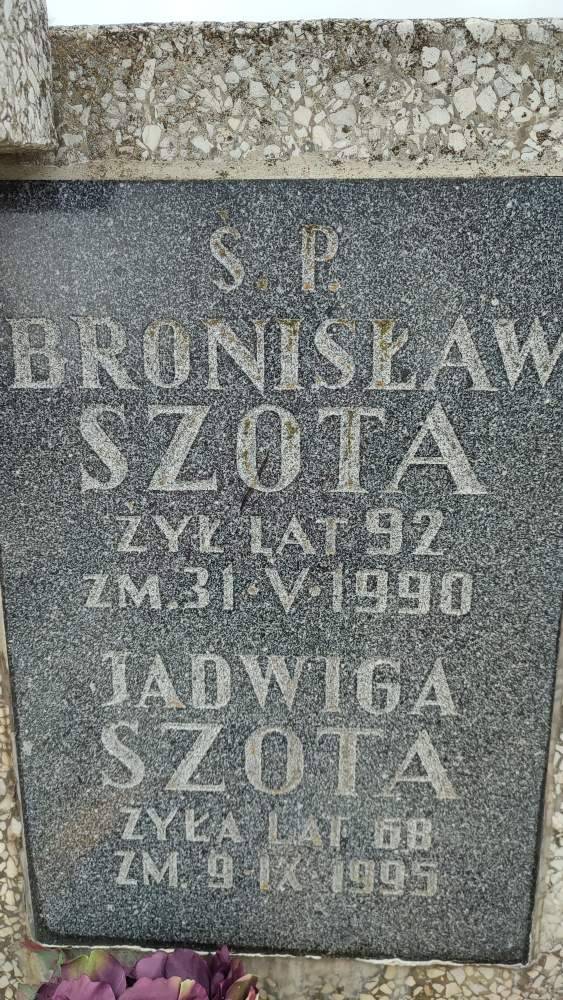 Ś. P.
BRONISŁAW
SZOTA
ŻYŁ LAT 92
ZM. 31·V·1990
JADWIGA
SZOTA
ŻYŁA LAT 68
ZM. 9·IX·1995